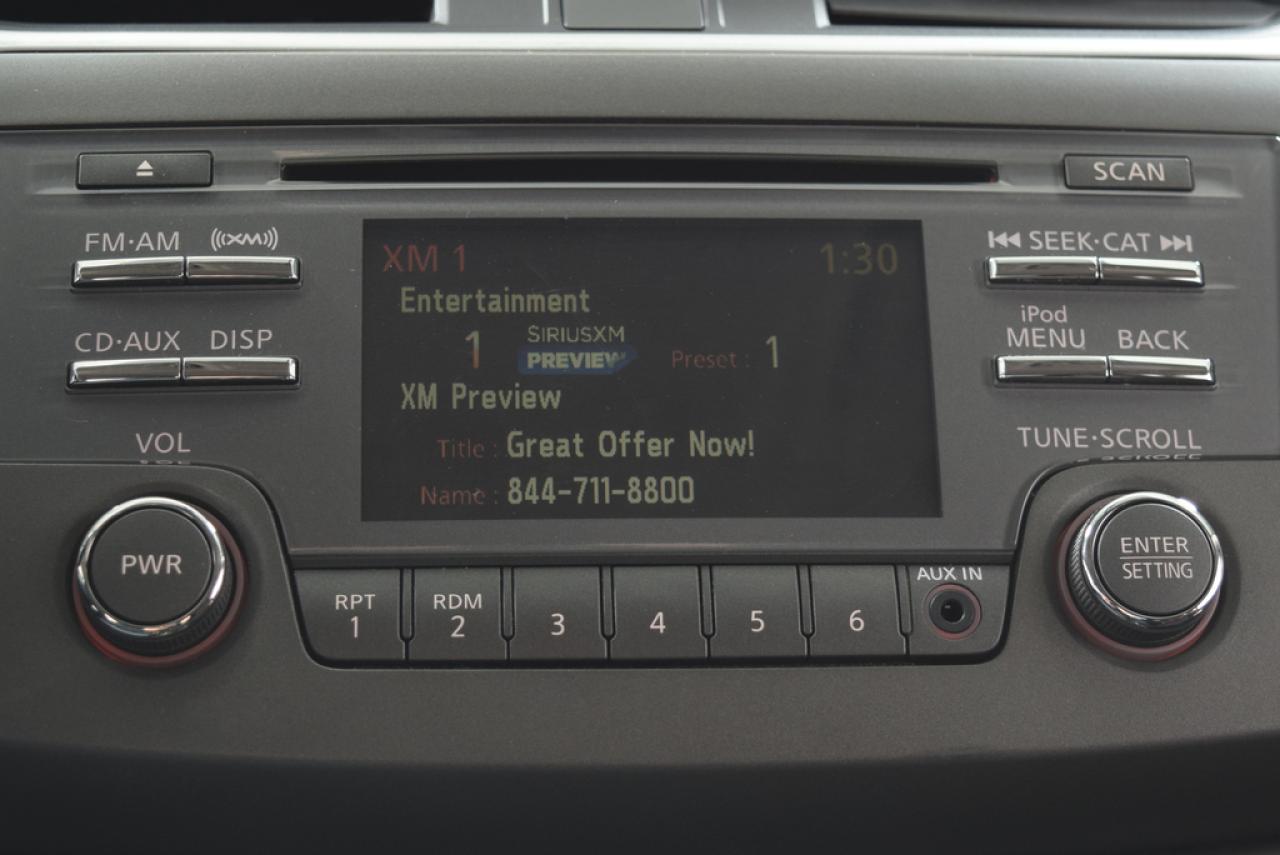 SCAN
FM·AM ((XM))
SEEK·CAT
CD·AUX DISP
iPod
MENU BACK
VOL
TUNE·SCROLL
XM 1 1:30
Entertainment
1 SIRIUSXM PREVIEW Preset : 1
XM Preview
Title : Great Offer Now!
Name : 844-711-8800
PWR
ENTER
SETTING
RPT RDM AUX IN
1 2 3 4 5 6